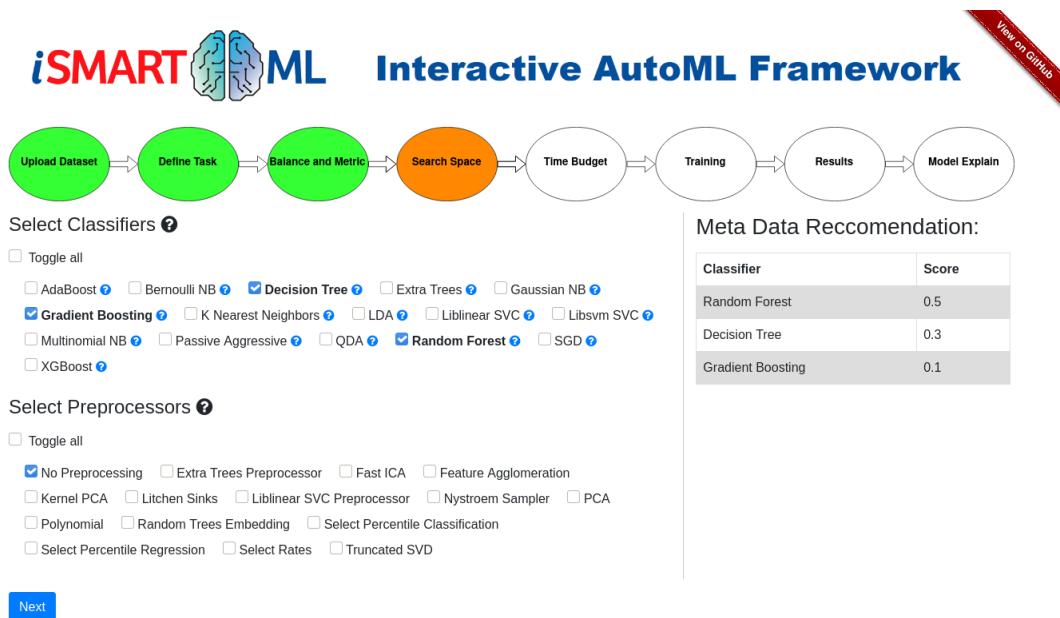 iSMART ML
Interactive AutoML Framework
View on GitHub
Upload Dataset
Define Task
Balance and Metric
Search Space
Time Budget
Training
Results
Model Explain
Select Classifiers ?
Toggle all
AdaBoost ? Bernoulli NB ? Decision Tree ? Extra Trees ? Gaussian NB ?
Gradient Boosting ? K Nearest Neighbors ? LDA ? Liblinear SVC ? Libsvm SVC ?
Multinomial NB ? Passive Aggressive ? QDA ? Random Forest ? SGD ?
XGBoost ?
Select Preprocessors ?
Toggle all
No Preprocessing Extra Trees Preprocessor Fast ICA Feature Agglomeration
Kernel PCA Litchen Sinks Liblinear SVC Preprocessor Nystroem Sampler PCA
Polynomial Random Trees Embedding Select Percentile Classification
Select Percentile Regression Select Rates Truncated SVD
Next
Meta Data Reccomendation:
Classifier Score
Random Forest 0.5
Decision Tree 0.3
Gradient Boosting 0.1